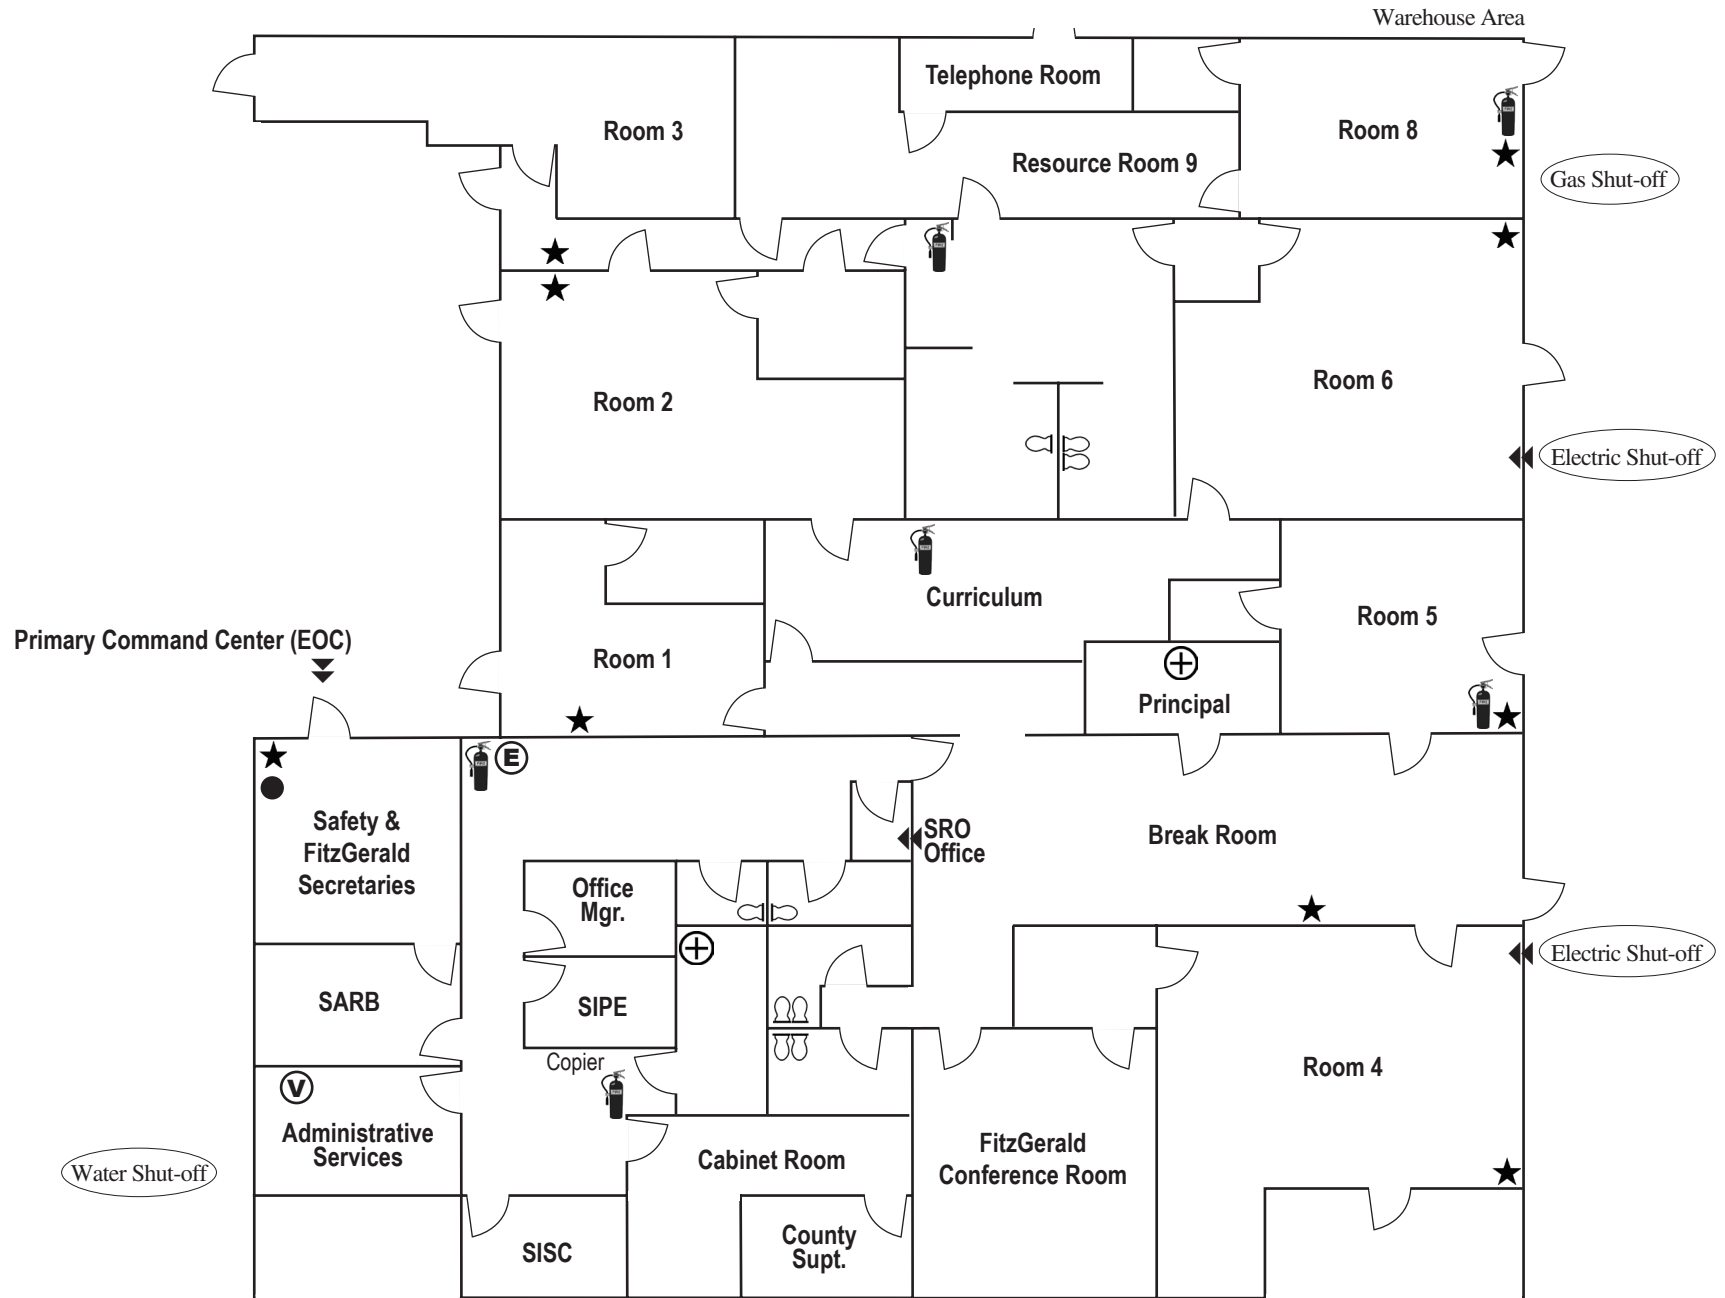 Warehouse Area
Telephone Room
Room 3
Room 8
Resource Room 9
Gas Shut-off
Room 6
Room 2
Electric Shut-off
Curriculum
Room 5
Primary Command Center (EOC)
Room 1
Principal
E
Safety &
FitzGerald
Secretaries
SRO
Office
Break Room
Office
Mgr.
Electric Shut-off
SARB
SIPE
Copier
Room 4
V
Administrative
Services
FitzGerald
Conference Room
Cabinet Room
Water Shut-off
SISC
County
Supt.